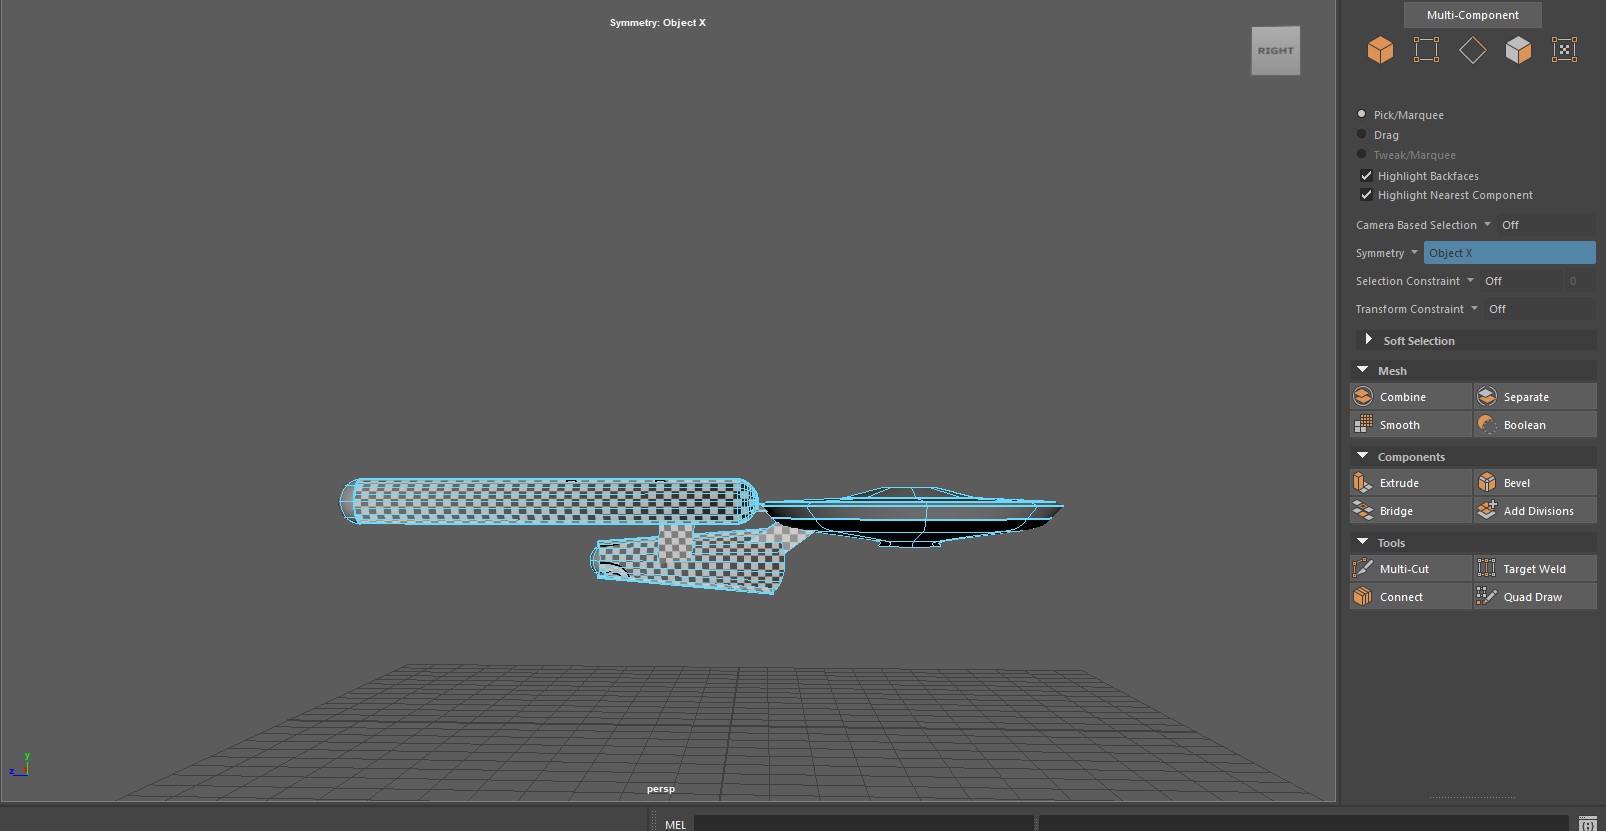 Symmetry: Object X
RIGHT
Multi-Component
Pick/Marquee
Drag
Tweak/Marquee
Highlight Backfaces
Highlight Nearest Component
Camera Based Selection Off
Symmetry Object X
Selection Constraint Off 0
Transform Constraint Off
Soft Selection
Mesh
Combine Separate
Smooth Boolean
Components
Extrude Bevel
Bridge Add Divisions
Tools
Multi-Cut Target Weld
Connect Quad Draw
y
z
persp
MEL